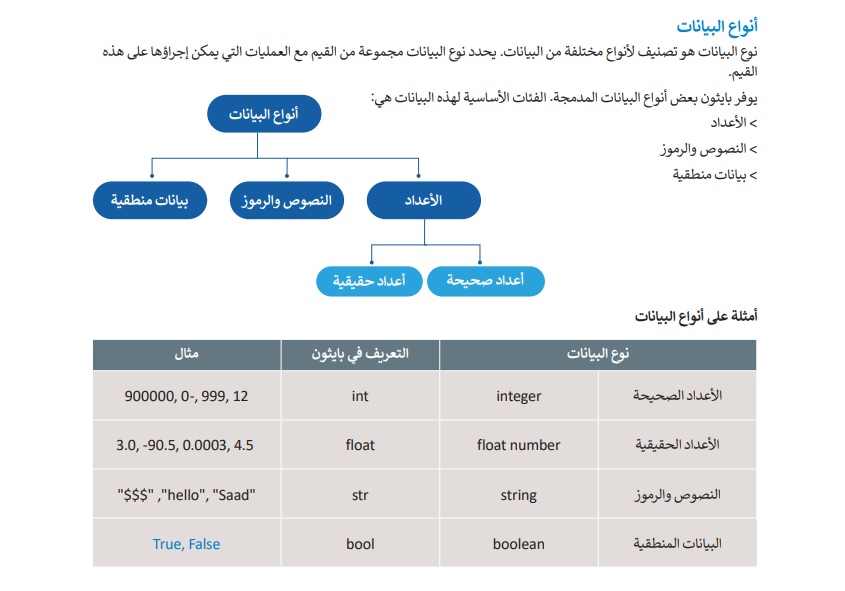 أنواع البيانات
نوع البيانات هو تصنيف لأنواع مختلفة من البيانات. يحدد نوع البيانات مجموعة من القيم مع العمليات التي يمكن إجراؤها على هذه
القيم.
يوفر بايثون بعض أنواع البيانات المدمجة. الفئات الأساسية لهذه البيانات هي:
> الأعداد
> النصوص والرموز
> بيانات منطقية
أنواع البيانات
الأعداد النصوص والرموز بيانات منطقية
أعداد صحيحة أعداد حقيقية
أمثلة على أنواع البيانات
نوع البيانات التعريف في بايثون مثال
الأعداد الصحيحة integer int 900000, 0-, 999, 12
الأعداد الحقيقية float number float 3.0, -90.5, 0.0003, 4.5
النصوص والرموز string str "$$$" ,"hello", "Saad"
البيانات المنطقية boolean bool True, False